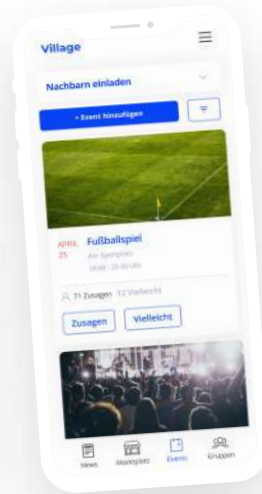 Village
Nachbarn einladen
+ Event hinzufügen
APRIL
25
Fußballspiel
Am Sportplatz
18:00 - 20:00 Uhr
71 Zusagen 12 Vielleicht
Zusagen
Vielleicht
News
Marktplatz
Events
Gruppen